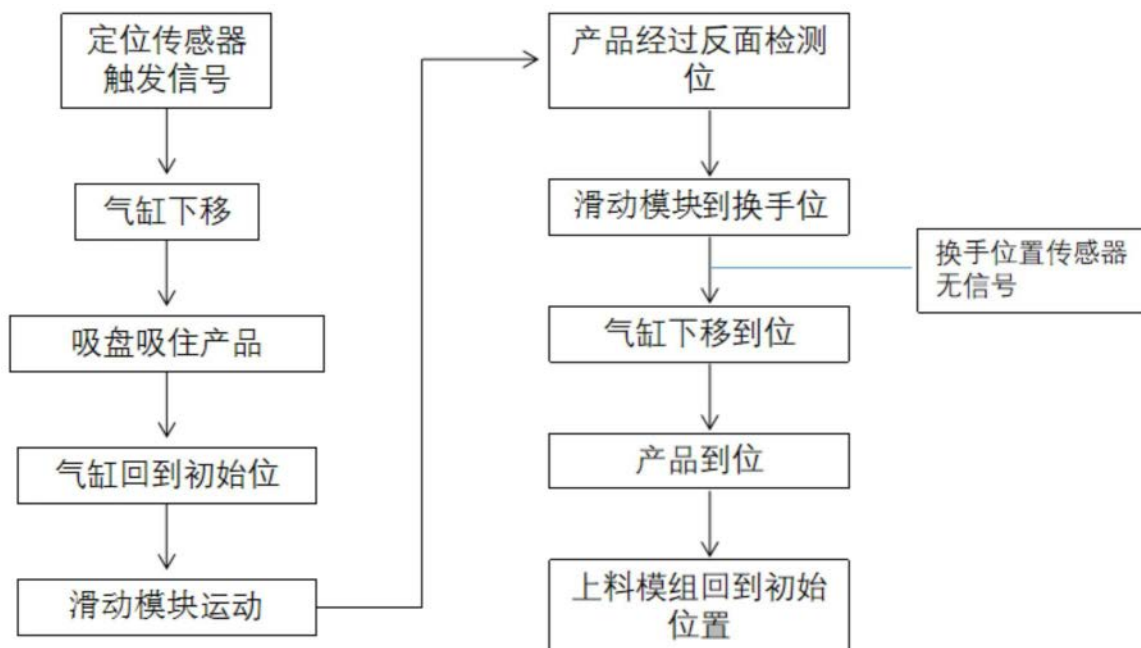 定位传感器
触发信号
气缸下移
吸盘吸住产品
气缸回到初始位
滑动模块运动
产品经过反面检测
位
滑动模块到换手位
换手位置传感器
无信号
气缸下移到位
产品到位
上料模组回到初始
位置